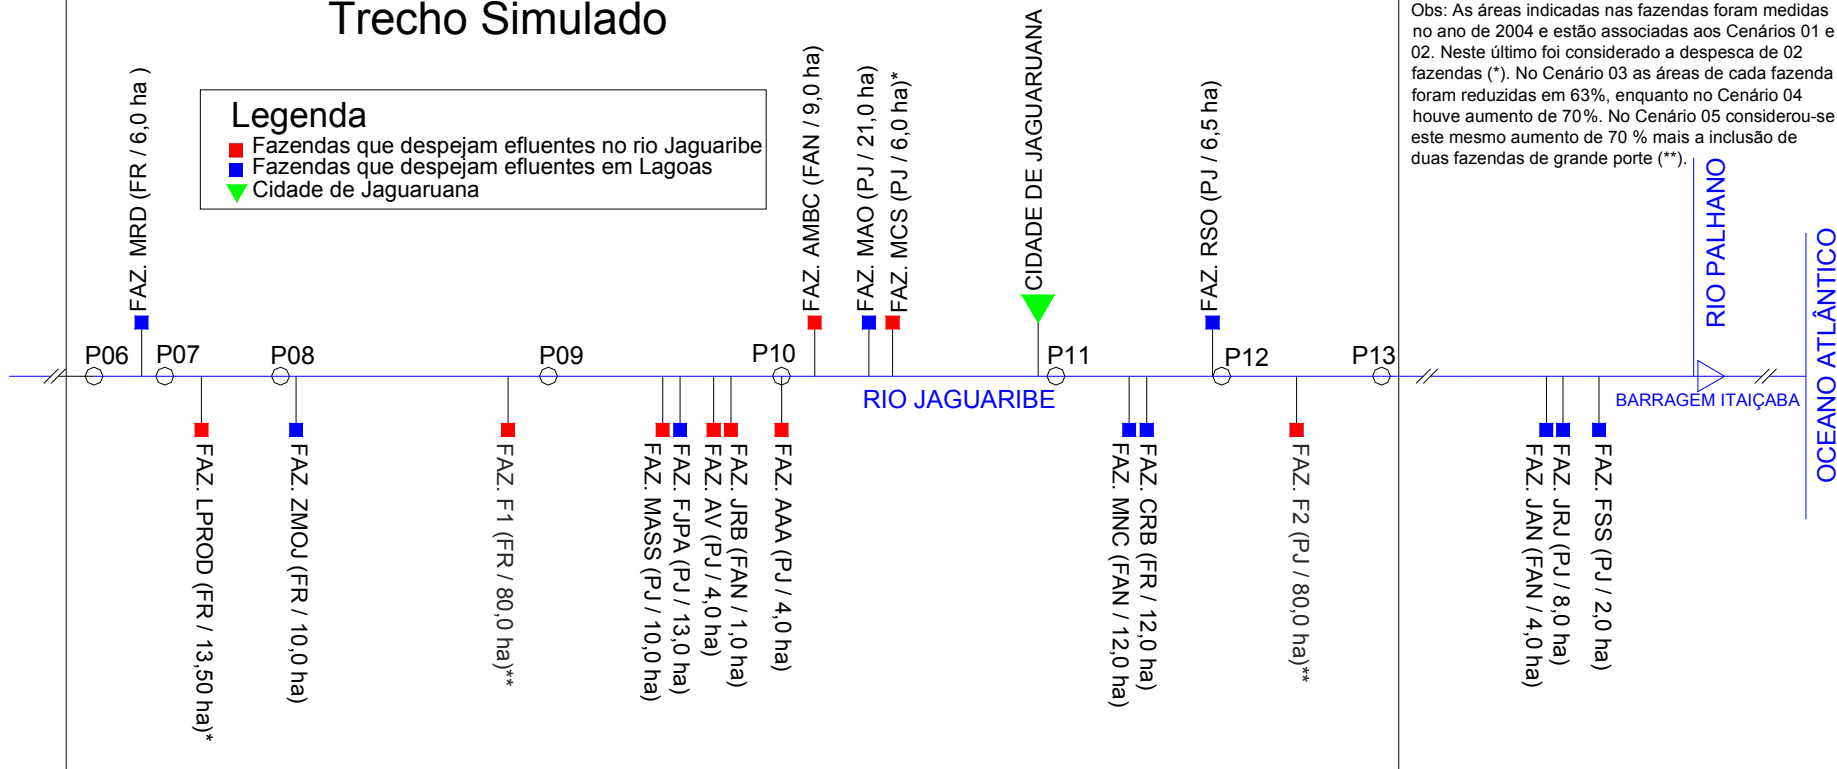 Trecho Simulado
Obs: As áreas indicadas nas fazendas foram medidas
no ano de 2004 e estão associadas aos Cenários 01 e
02. Neste último foi considerado a despesca de 02
fazendas (*). No Cenário 03 as áreas de cada fazenda
foram reduzidas em 63%, enquanto no Cenário 04
houve aumento de 70%. No Cenário 05 considerou-se
este mesmo aumento de 70 % mais a inclusão de
duas fazendas de grande porte (**).
Legenda
Fazendas que despejam efluentes no rio Jaguaribe
Fazendas que despejam efluentes em Lagoas
Cidade de Jaguaruana
FAZ. MRD (FR / 6,0 ha )
FAZ. AMBC (FAN / 9,0 ha)
FAZ. MAO (PJ / 21,0 ha)
FAZ. MCS (PJ / 6,0 ha)*
CIDADE DE JAGUARUANA
FAZ. RSO (PJ / 6,5 ha)
RIO PALHANO
OCEANO ATLÂNTICO
P06
P07
P08
P09
P10
P11
P12
P13
RIO JAGUARIBE
BARRAGEM ITAIÇABA
FAZ. LPROD (FR / 13,50 ha)*
FAZ. ZMOJ (FR / 10,0 ha)
FAZ. F1 (FR / 80,0 ha)**
FAZ. MASS (PJ / 10,0 ha)
FAZ. FJPA (PJ / 13,0 ha)
FAZ. AV (PJ / 4,0 ha)
FAZ. JRB (FAN / 1,0 ha)
FAZ. AAA (PJ / 4,0 ha)
FAZ. MNC (FAN / 12,0 ha)
FAZ. CRB (FR / 12,0 ha)
FAZ. F2 (PJ / 80,0 ha)**
FAZ. JAN (FAN / 4,0 ha)
FAZ. JRJ (PJ / 8,0 ha)
FAZ. FSS (PJ / 2,0 ha)